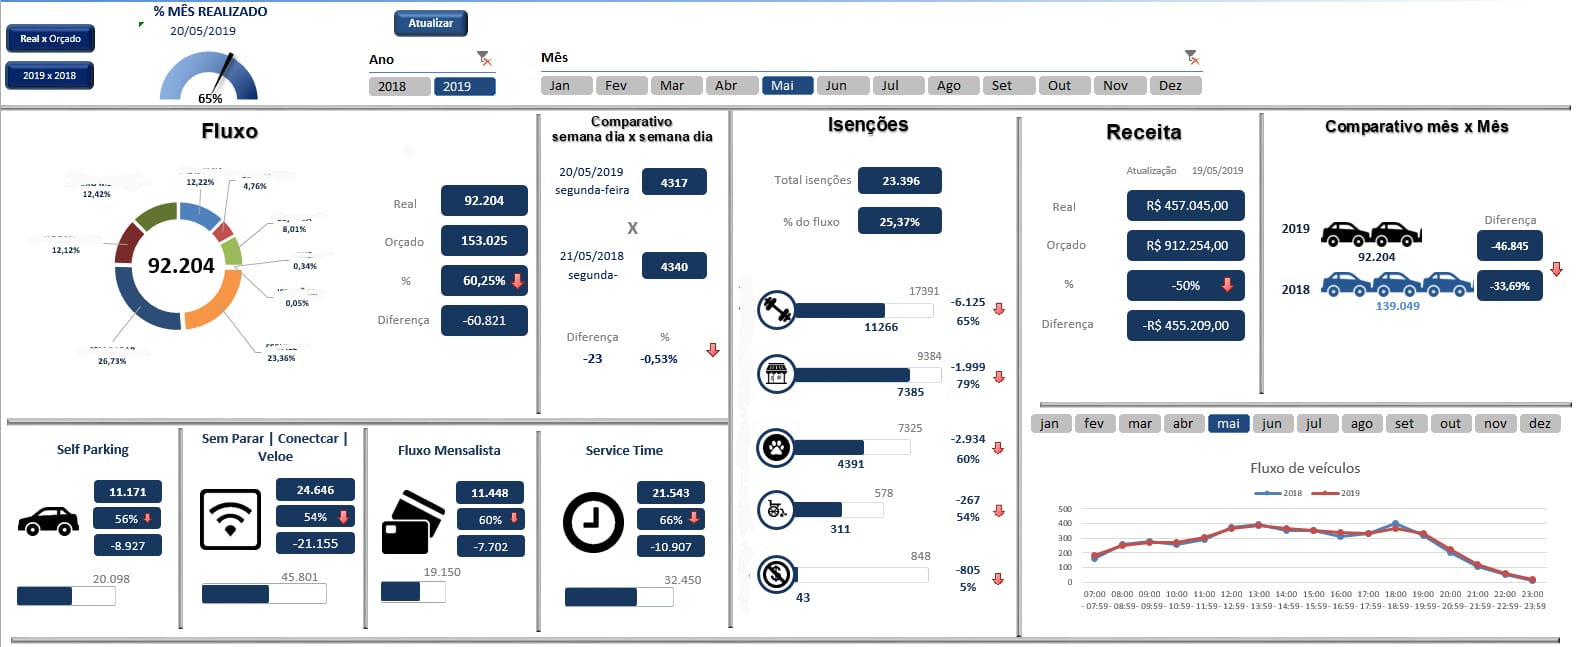 Real x Orçado
2019 x 2018
% MÊS REALIZADO
20/05/2019
65%
Atualizar
Ano
2018
2019
Mês
Jan
Fev
Mar
Abr
Mai
Jun
Jul
Ago
Set
Out
Nov
Dez
Fluxo
12,42%
12,22%
4,76%
8,01%
0,34%
0,05%
23,36%
26,73%
12,12%
92.204
Real
92.204
Orçado
153.025
%
60,25%
Diferença
-60.821
Comparativo
semana dia x semana dia
20/05/2019
segunda-feira
4317
X
21/05/2018
segunda-
4340
Diferença
%
-23
-0,53%
Isenções
Total isenções
23.396
% do fluxo
25,37%
17391
11266
-6.125
65%
9384
7385
-1.999
79%
7325
4391
-2.934
60%
578
311
-267
54%
848
43
-805
5%
Receita
Atualização 19/05/2019
Real
R$ 457.045,00
Orçado
R$ 912.254,00
%
-50%
Diferença
-R$ 455.209,00
Comparativo mês x Mês
2019
92.204
2018
139.049
Diferença
-46.845
-33,69%
Self Parking
11.171
56%
-8.927
20.098
Sem Parar | Conectcar |
Veloe
24.646
54%
-21.155
45.801
Fluxo Mensalista
11.448
60%
-7.702
19.150
Service Time
21.543
66%
-10.907
32.450
jan
fev
mar
abr
mai
jun
jul
ago
set
out
nov
dez
Fluxo de veículos
2018
2019
500
400
300
200
100
0
07:00 08:00 09:00 10:00 11:00 12:00 13:00 14:00 15:00 16:00 17:00 18:00 19:00 20:00 21:00 22:00 23:00
- 07:59 - 08:59 - 09:59 - 10:59 - 11:59 - 12:59 - 13:59 - 14:59 - 15:59 - 16:59 - 17:59 - 18:59 - 19:59 - 20:59 - 21:59 - 22:59 - 23:59